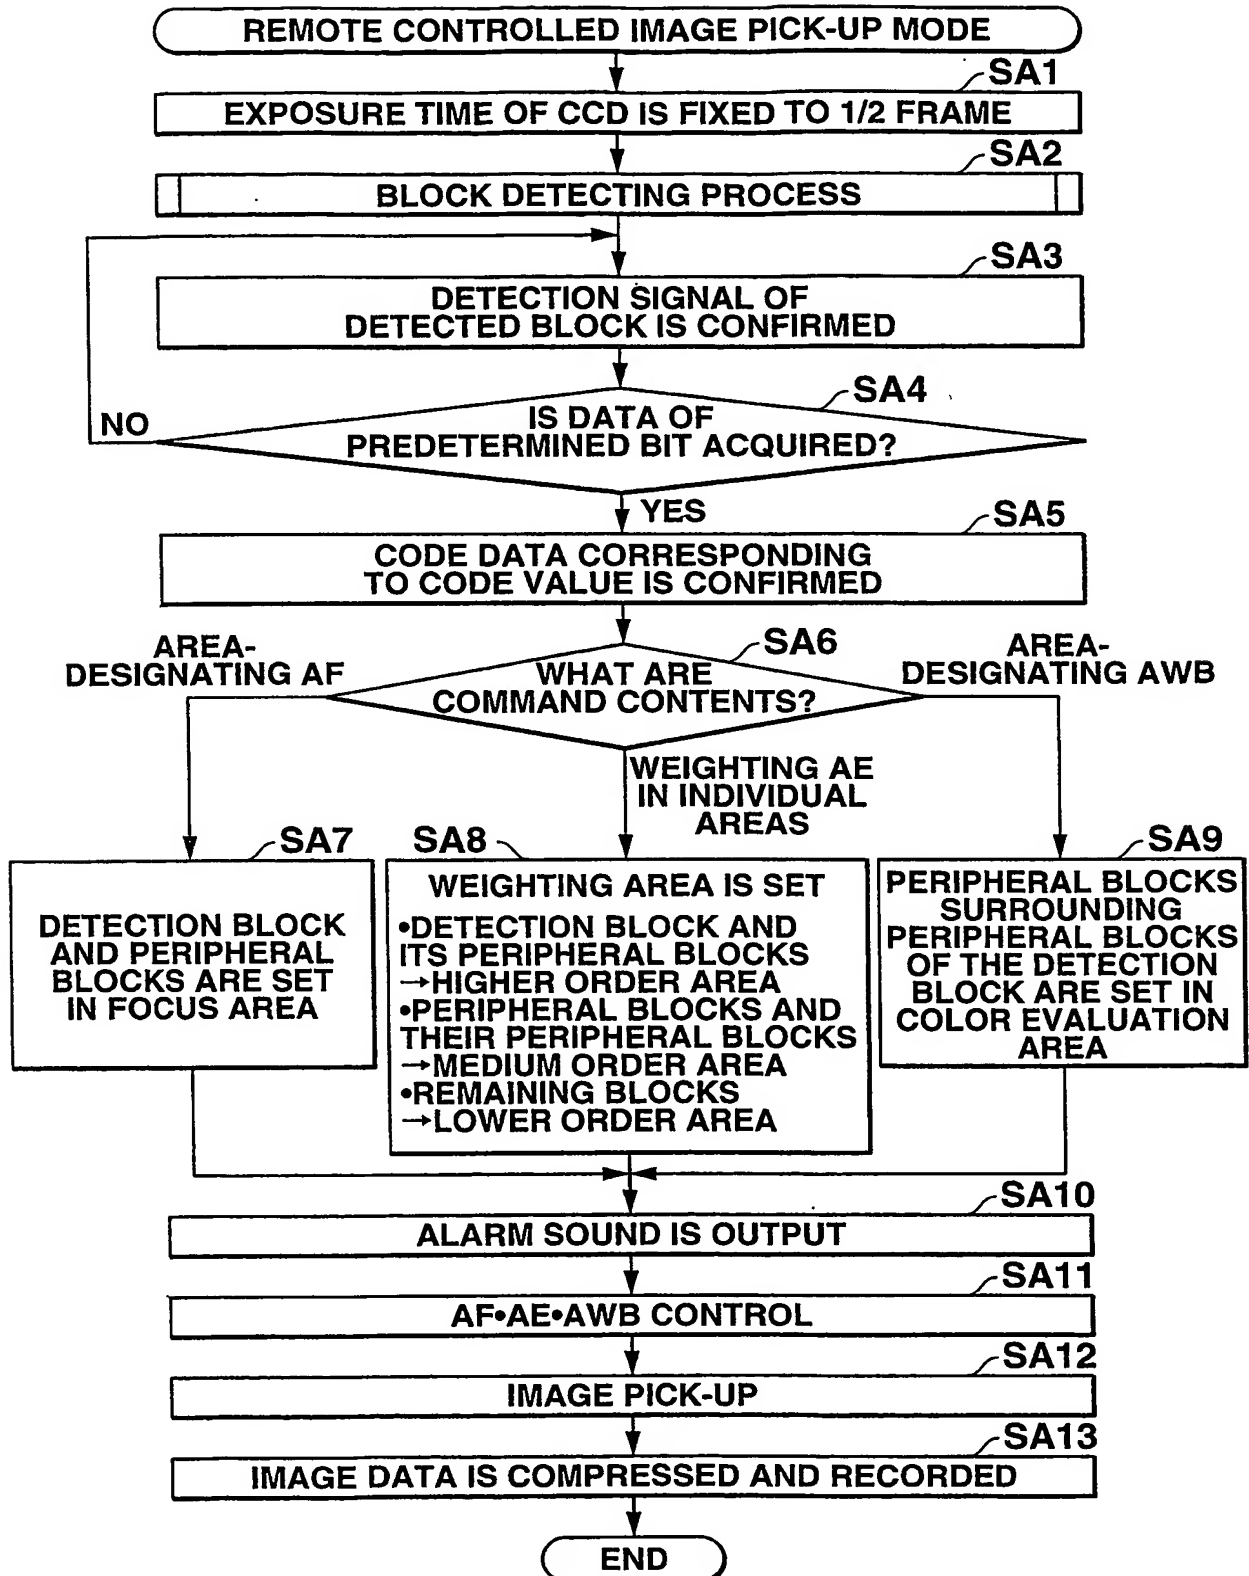 REMOTE CONTROLLED IMAGE PICK-UP MODE
SA1
EXPOSURE TIME OF CCD IS FIXED TO 1/2 FRAME
SA2
BLOCK DETECTING PROCESS
SA3
DETECTION SIGNAL OF
DETECTED BLOCK IS CONFIRMED
SA4
IS DATA OF
PREDETERMINED BIT ACQUIRED?
NO
YES
SA5
CODE DATA CORRESPONDING
TO CODE VALUE IS CONFIRMED
SA6
WHAT ARE
COMMAND CONTENTS?
AREA-
DESIGNATING AF
WEIGHTING AE
IN INDIVIDUAL
AREAS
AREA-
DESIGNATING AWB
SA7
DETECTION BLOCK
AND PERIPHERAL
BLOCKS ARE SET
IN FOCUS AREA
SA8
WEIGHTING AREA IS SET
•DETECTION BLOCK AND
ITS PERIPHERAL BLOCKS
→HIGHER ORDER AREA
•PERIPHERAL BLOCKS AND
THEIR PERIPHERAL BLOCKS
→MEDIUM ORDER AREA
•REMAINING BLOCKS
→LOWER ORDER AREA
SA9
PERIPHERAL BLOCKS
SURROUNDING
PERIPHERAL BLOCKS
OF THE DETECTION
BLOCK ARE SET IN
COLOR EVALUATION
AREA
SA10
ALARM SOUND IS OUTPUT
SA11
AF•AE•AWB CONTROL
SA12
IMAGE PICK-UP
SA13
IMAGE DATA IS COMPRESSED AND RECORDED
END